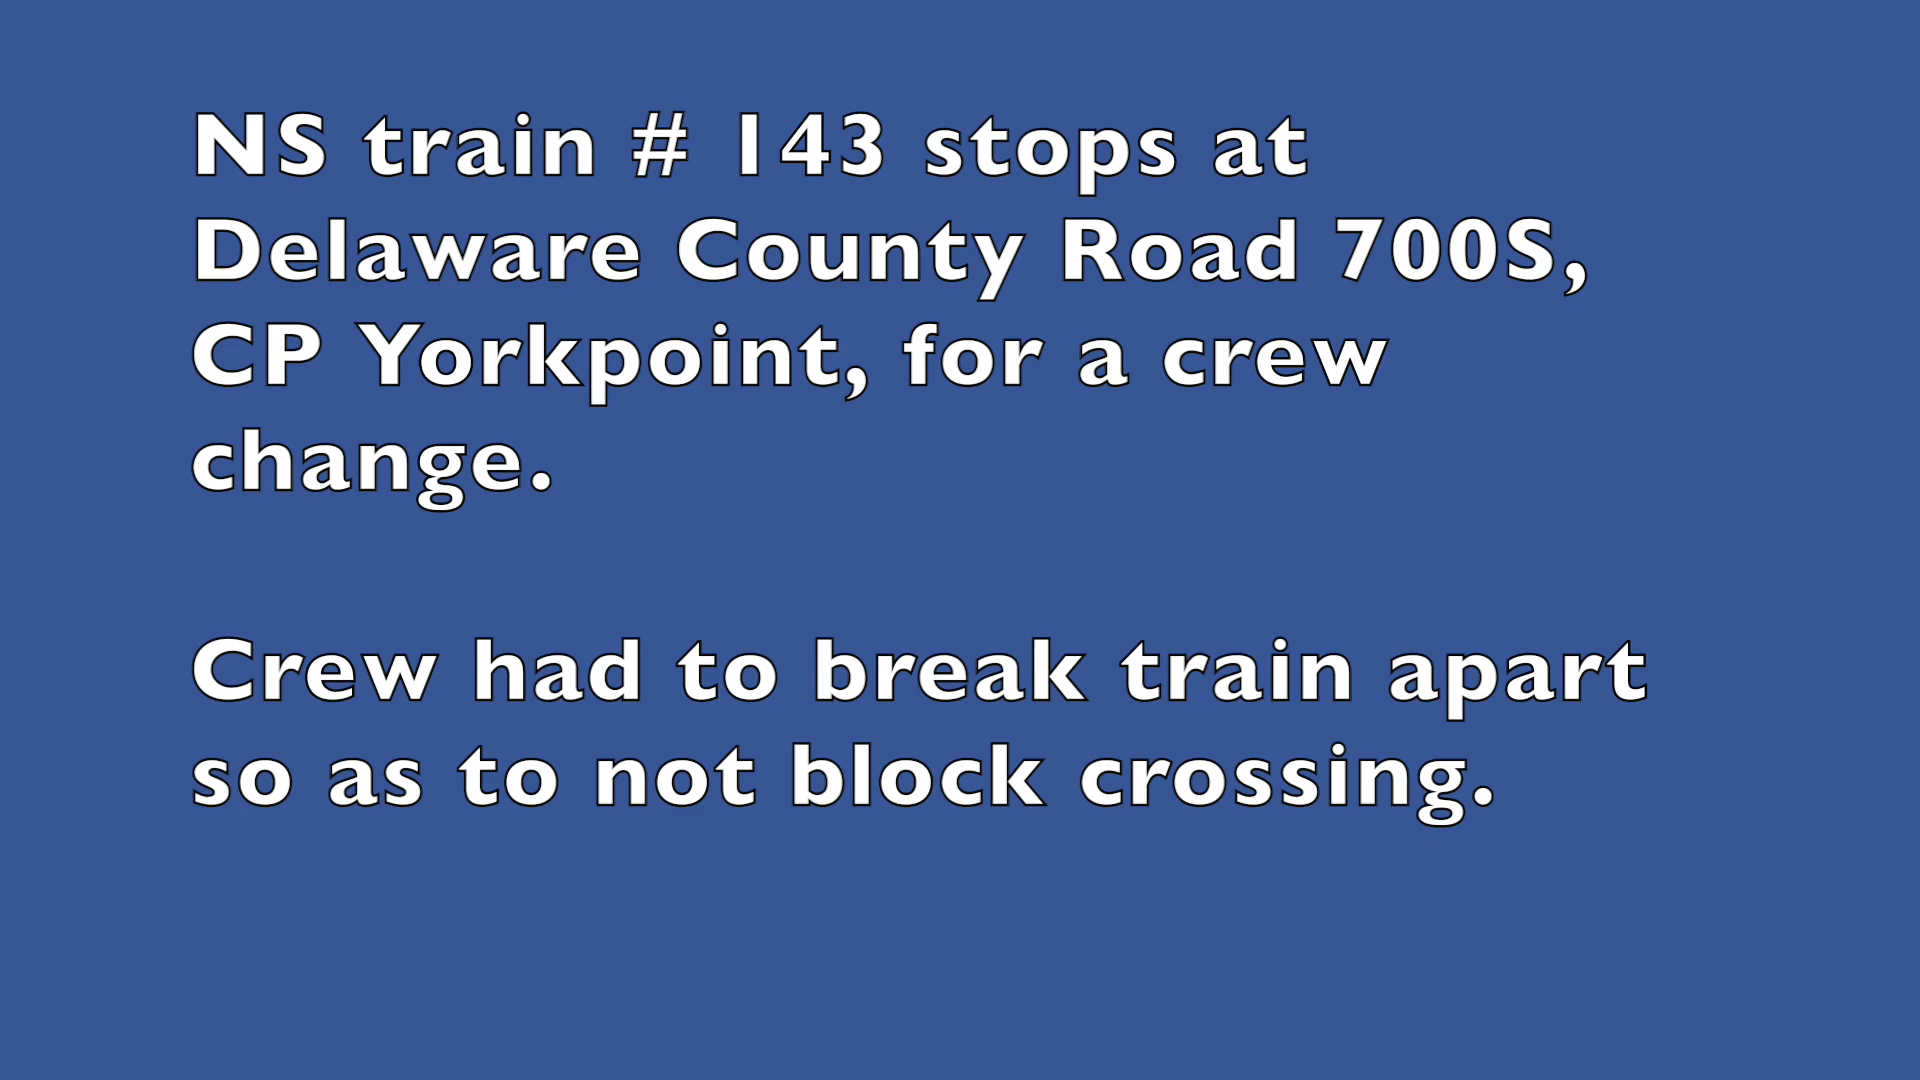 NS train # 143 stops at
Delaware County Road 700S,
CP Yorkpoint, for a crew
change.
Crew had to break train apart
so as to not block crossing.